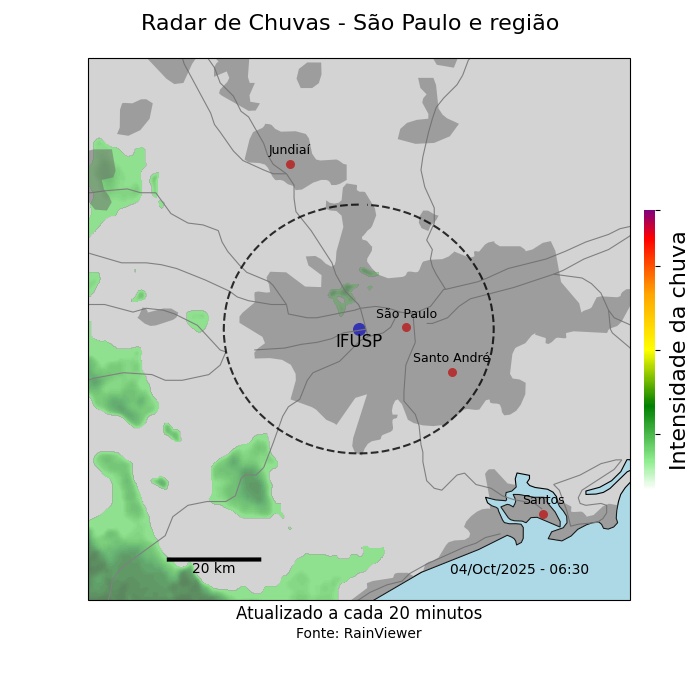 Radar de Chuvas - São Paulo e região
Jundiaí
São Paulo
IFUSP
Santo André
Santos
20 km
04/Oct/2025 - 06:30
Intensidade da chuva
Atualizado a cada 20 minutos
Fonte: RainViewer